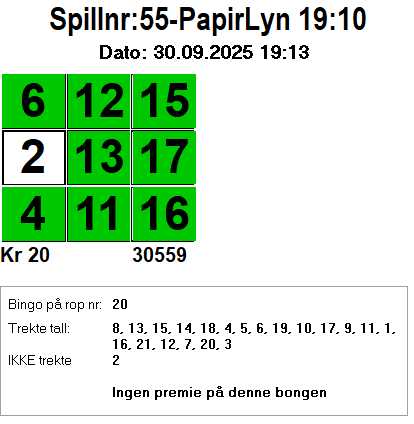 Spillnr:55-PapirLyn 19:10
Dato: 30.09.2025 19:13
6 12 15
2 13 17
4 11 16
Kr 20 30559
Bingo på rop nr: 20
Trekte tall: 8, 13, 15, 14, 18, 4, 5, 6, 19, 10, 17, 9, 11, 1,
16, 21, 12, 7, 20, 3
IKKE trekte 2
Ingen premie på denne bongen